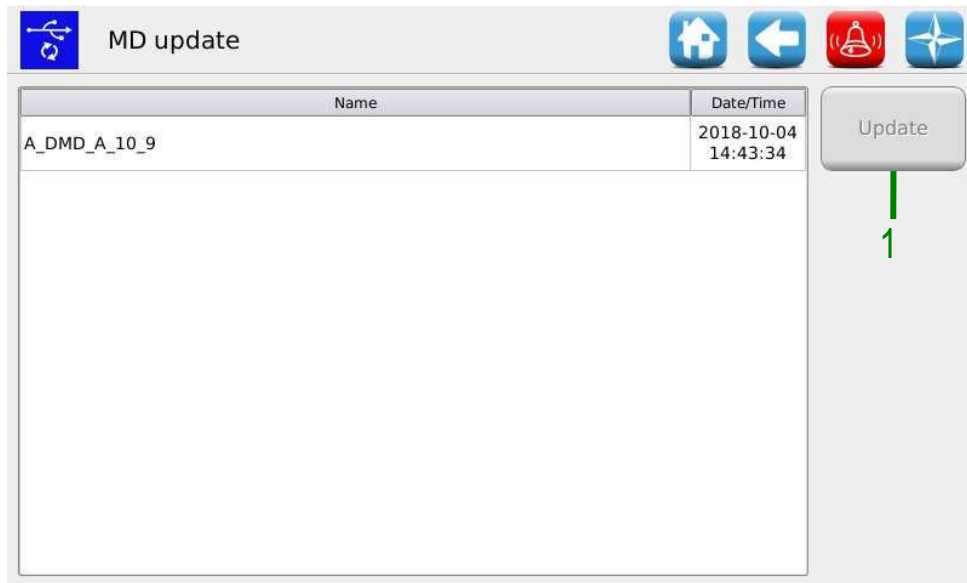 MD update
Name Date/Time
A_DMD_A_10_9
2018-10-04
14:43:34
Update
1